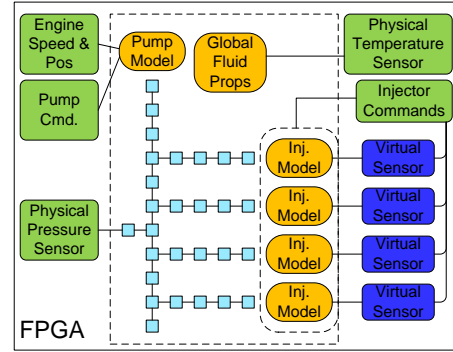 Engine
Speed &
Pos
Pump
Model
Global
Fluid
Props
Physical
Temperature
Sensor
Pump
Cmd.
Injector
Commands
Inj.
Model
Virtual
Sensor
Physical
Pressure
Sensor
Inj.
Model
Virtual
Sensor
Inj.
Model
Virtual
Sensor
Inj.
Model
Virtual
Sensor
FPGA